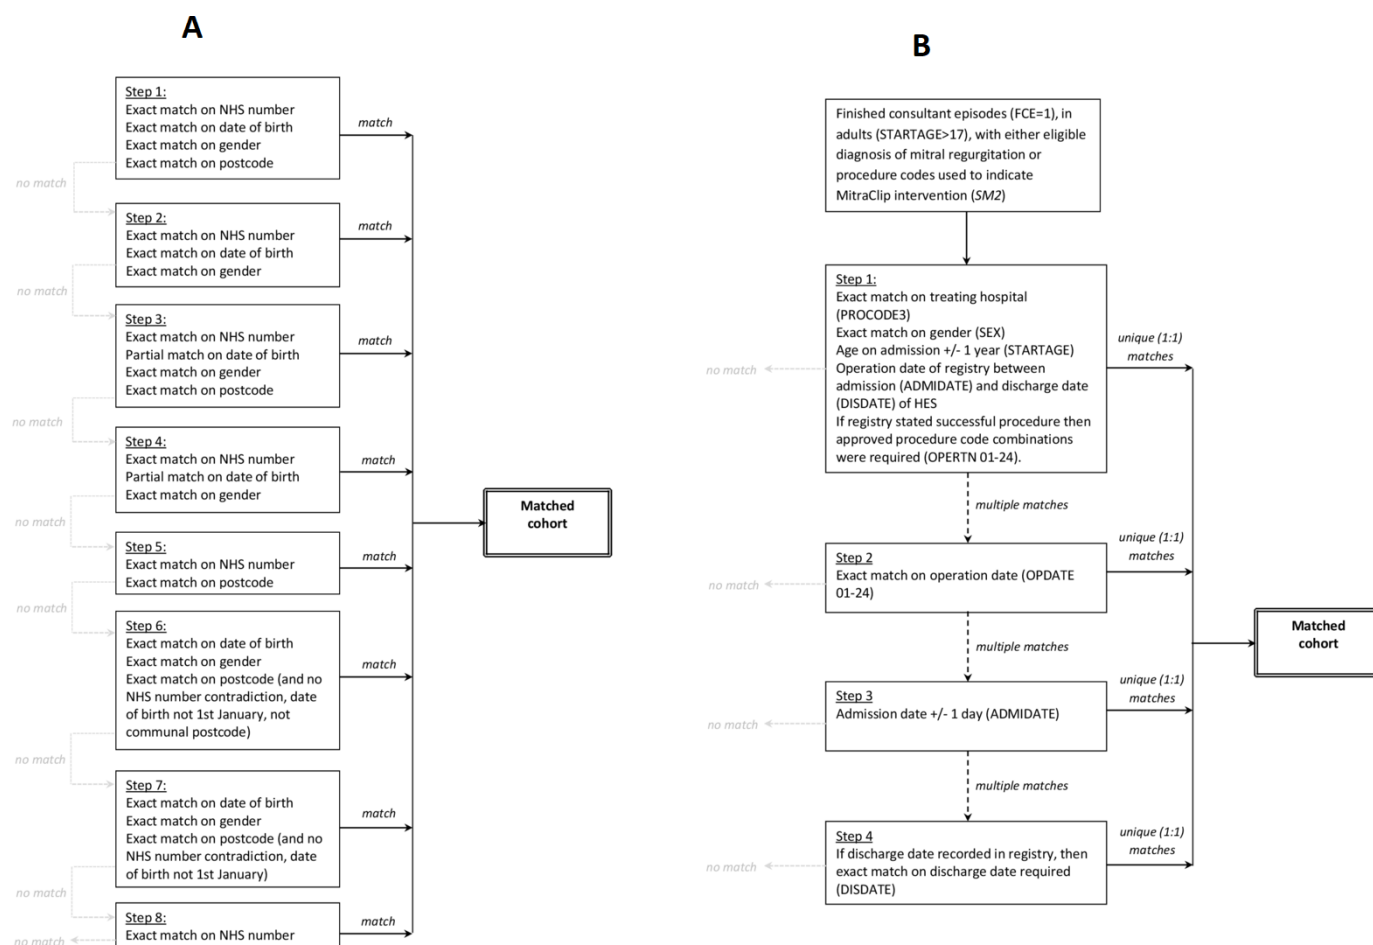 A
Step 1:
Exact match on NHS number
Exact match on date of birth
Exact match on gender
Exact match on postcode
match
no match
Step 2:
Exact match on NHS number
Exact match on date of birth
Exact match on gender
match
no match
Step 3:
Exact match on NHS number
Partial match on date of birth
Exact match on gender
Exact match on postcode
match
no match
Step 4:
Exact match on NHS number
Partial match on date of birth
Exact match on gender
match
no match
Step 5:
Exact match on NHS number
Exact match on postcode
match
no match
Step 6:
Exact match on date of birth
Exact match on gender
Exact match on postcode (and no
NHS number contradiction, date
of birth not 1st January, not
communal postcode)
match
no match
Step 7:
Exact match on date of birth
Exact match on gender
Exact match on postcode (and no
NHS number contradiction, date
of birth not 1st January)
match
no match
Step 8:
Exact match on NHS number
match
no match
Matched
cohort
B
Finished consultant episodes (FCE=1), in
adults (STARTAGE>17), with either eligible
diagnosis of mitral regurgitation or
procedure codes used to indicate
MitraClip intervention (SM2)
Step 1:
Exact match on treating hospital
(PROCODE3)
Exact match on gender (SEX)
Age on admission +/- 1 year (STARTAGE)
Operation date of registry between
admission (ADMIDATE) and discharge date
(DISDATE) of HES
If registry stated successful procedure then
approved procedure code combinations
were required (OPERTN 01-24).
unique (1:1)
matches
no match
multiple matches
Step 2
Exact match on operation date (OPDATE
01-24)
unique (1:1)
matches
no match
multiple matches
Step 3
Admission date +/- 1 day (ADMIDATE)
unique (1:1)
matches
no match
multiple matches
Step 4
If discharge date recorded in registry, then
exact match on discharge date required
(DISDATE)
unique (1:1)
matches
no match
Matched
cohort